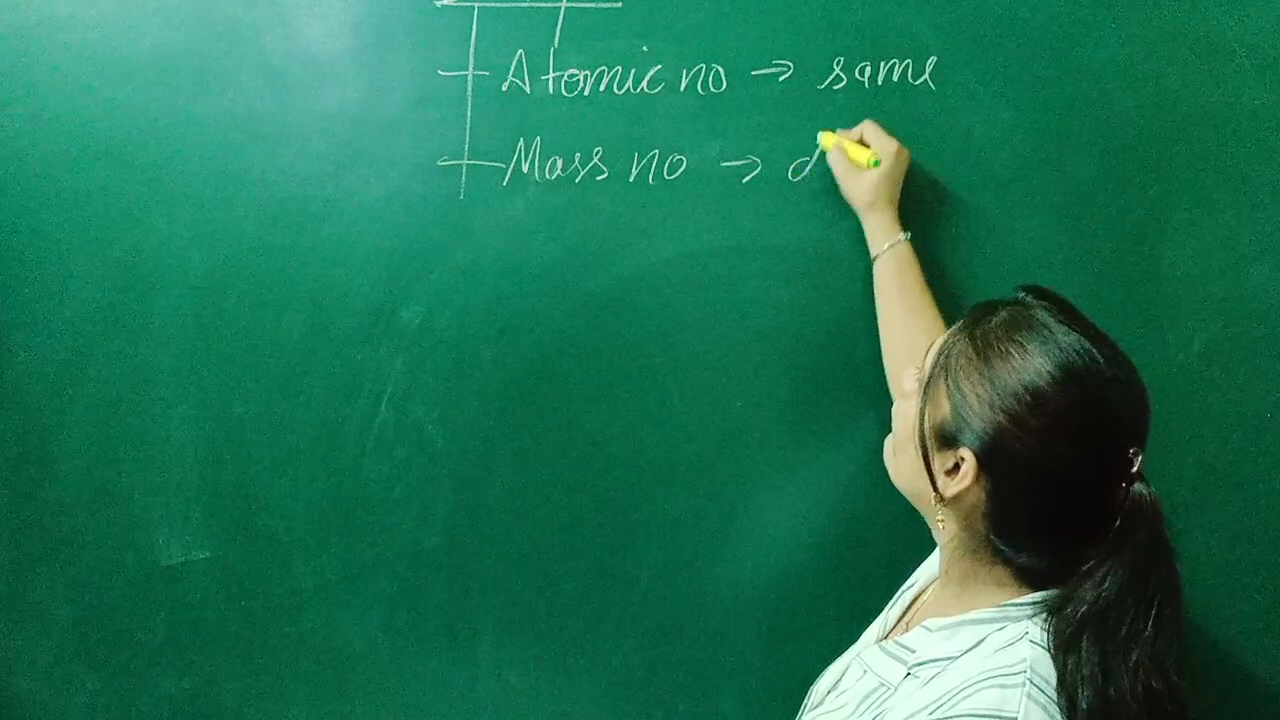 Atomic no → same
Mass no → d